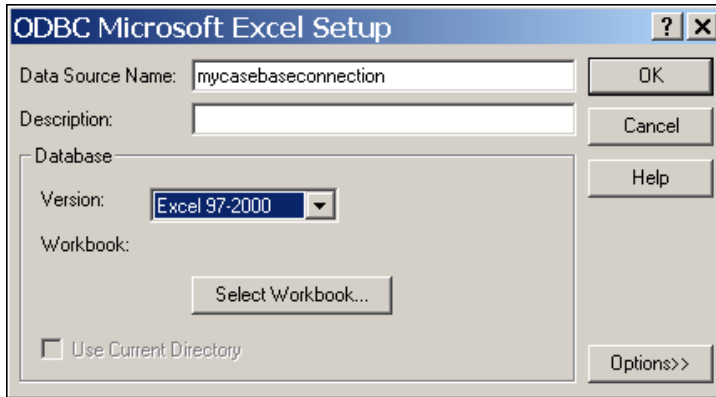 ODBC Microsoft Excel Setup
Data Source Name: mycasebaseconnection
OK
Description:
Cancel
Database
Help
Version: Excel 97-2000
Workbook:
Select Workbook...
Use Current Directory
Options>>